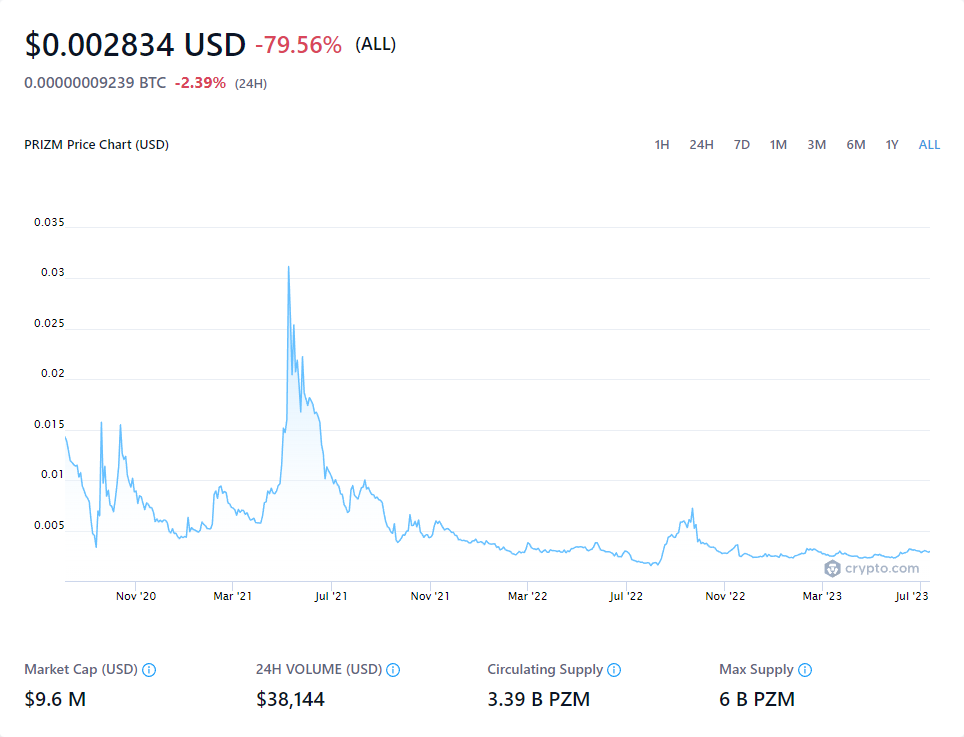 $0.002834 USD -79.56% (ALL)
0.00000009239 BTC -2.39% (24H)
PRIZM Price Chart (USD) 1H 24H 7D 1M 3M 6M 1Y ALL
0.035
0.03
0.025
0.02
0.015
0.01
0.005
crypto.com
Nov '20 Mar '21 Jul '21 Nov '21 Mar '22 Jul '22 Nov '22 Mar '23 Jul '23
Market Cap (USD) 24H VOLUME (USD) Circulating Supply Max Supply
$9.6 M $38,144 3.39 B PZM 6 B PZM